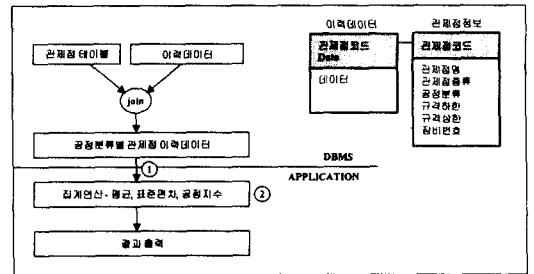 관제점 테이블
이력데이터
join
공정분류별 관제점 이력데이터
DBMS
①
APPLICATION
집계연산 - 평균, 표준편차, 공정지수
②
결과 출력
이력데이터
관제점코드
Date
데이터
관제점정보
관제점코드
관제점명
관제점종류
공정분류
규격하한
규격상한
장비번호